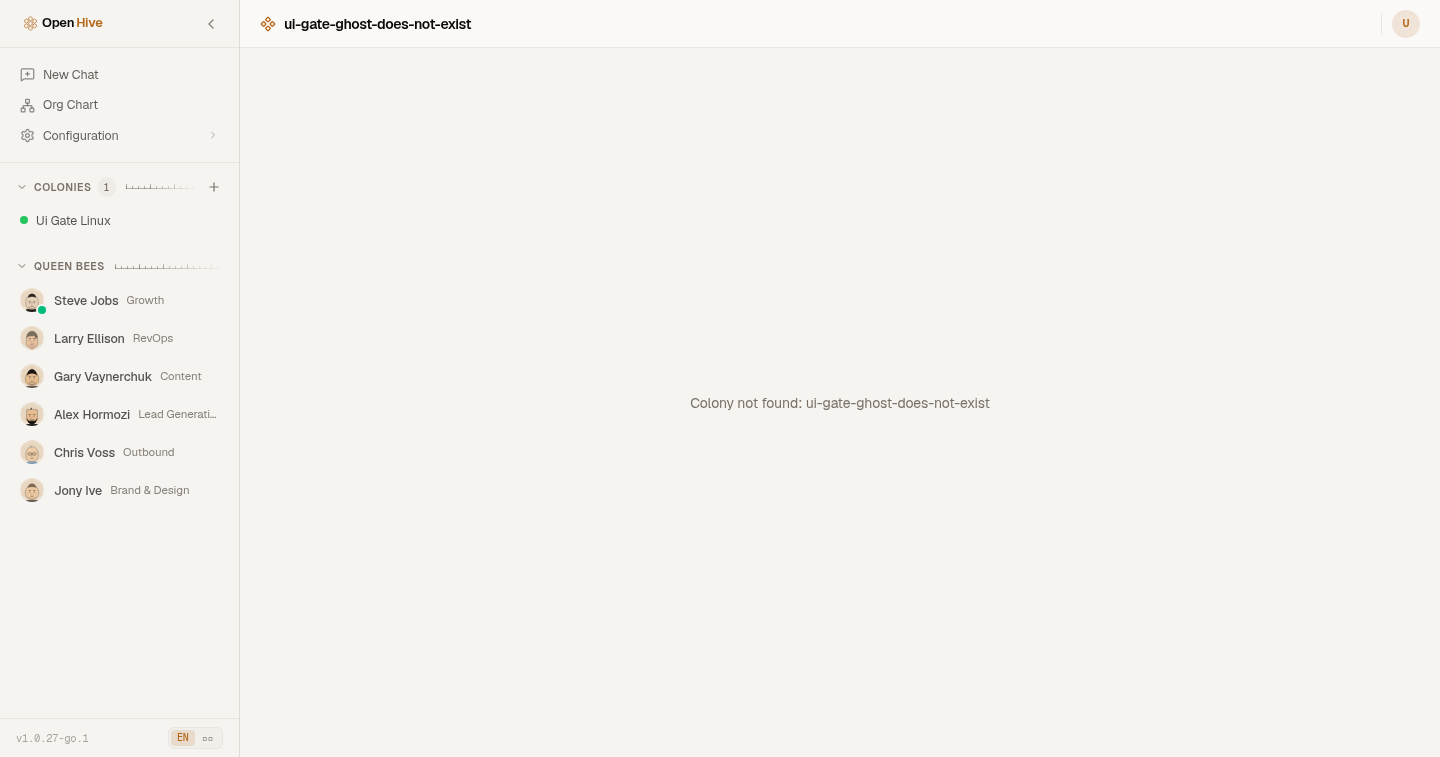 OpenHive
ui-gate-ghost-does-not-exist
U
New Chat
Org Chart
Configuration
COLONIES 1
Ui Gate Linux
QUEEN BEES
Steve Jobs Growth
Larry Ellison RevOps
Gary Vaynerchuk Content
Alex Hormozi Lead Generati...
Chris Voss Outbound
Jony Ive Brand & Design
Colony not found: ui-gate-ghost-does-not-exist
v1.0.27-go.1
EN